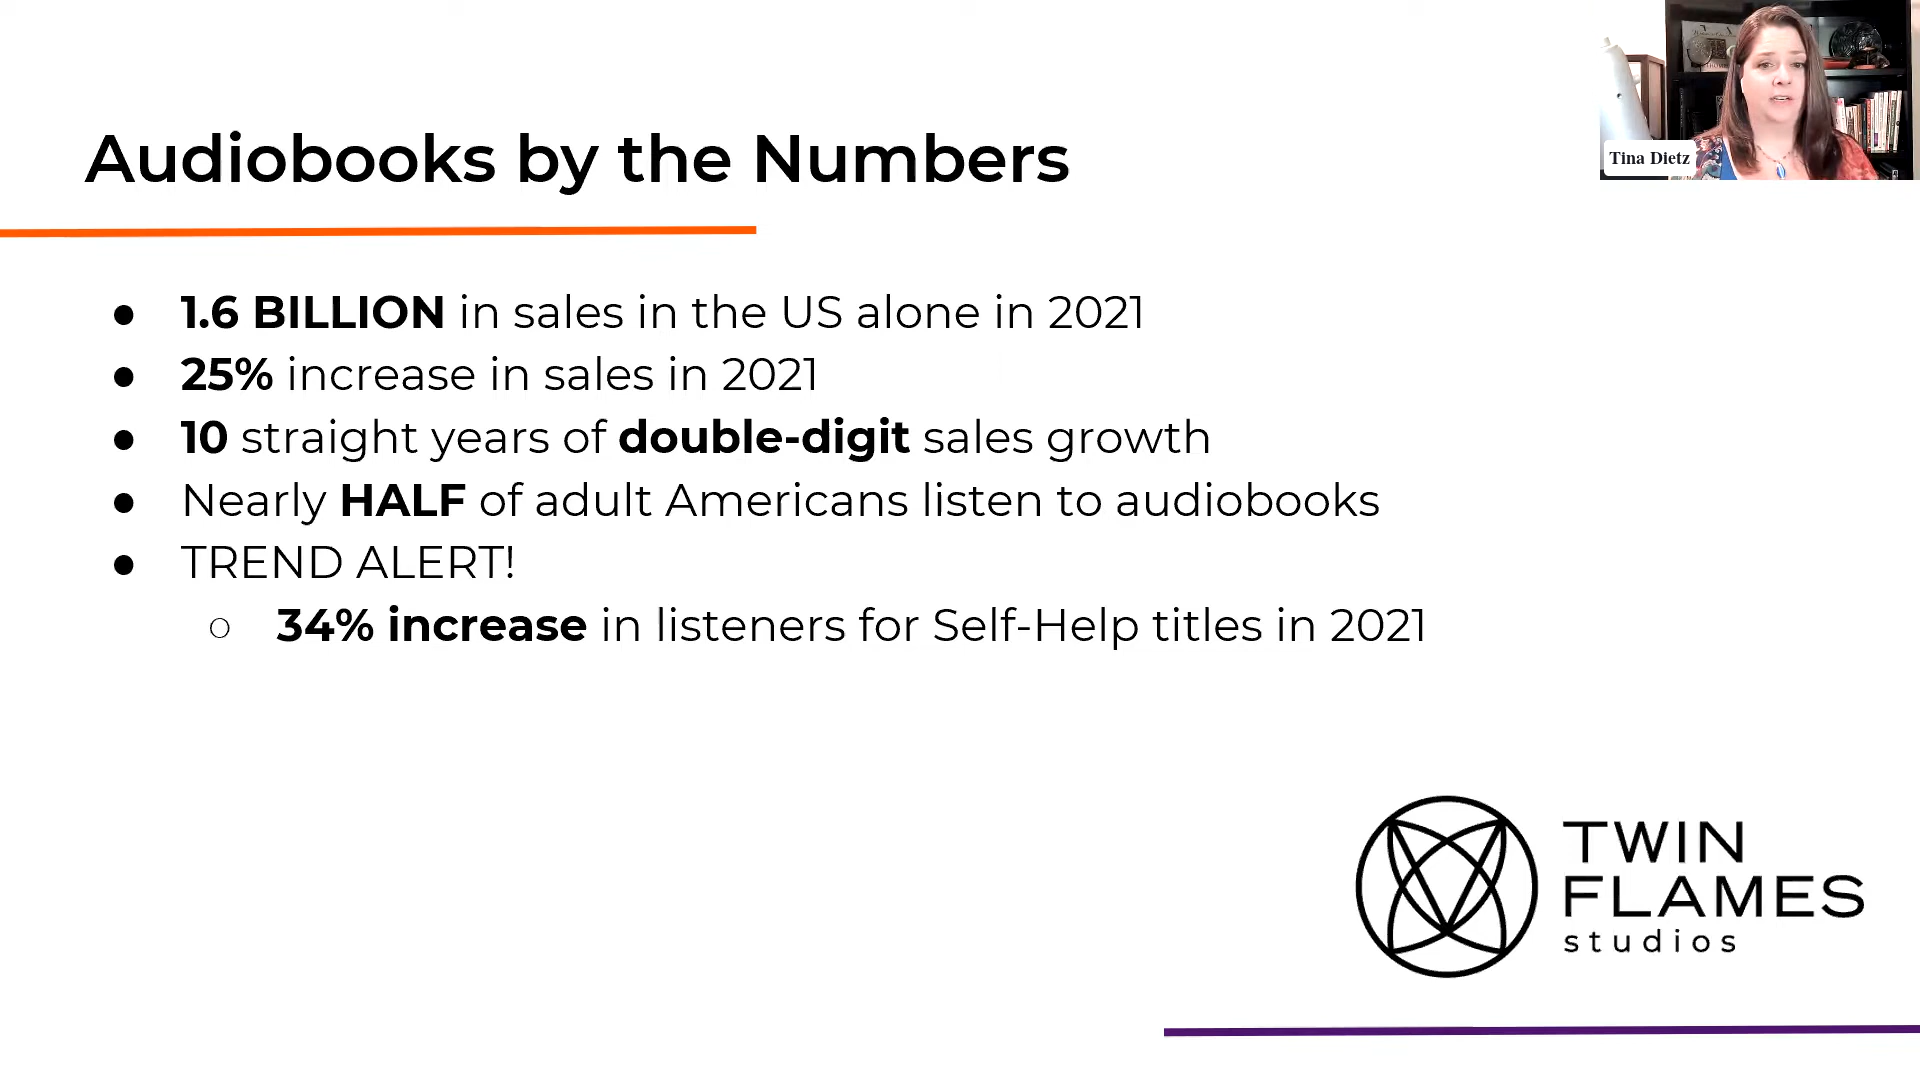 Audiobooks by the Numbers
Tina Dietz
● 1.6 BILLION in sales in the US alone in 2021
● 25% increase in sales in 2021
● 10 straight years of double-digit sales growth
● Nearly HALF of adult Americans listen to audiobooks
● TREND ALERT!
○ 34% increase in listeners for Self-Help titles in 2021
TWIN
FLAMES
studios